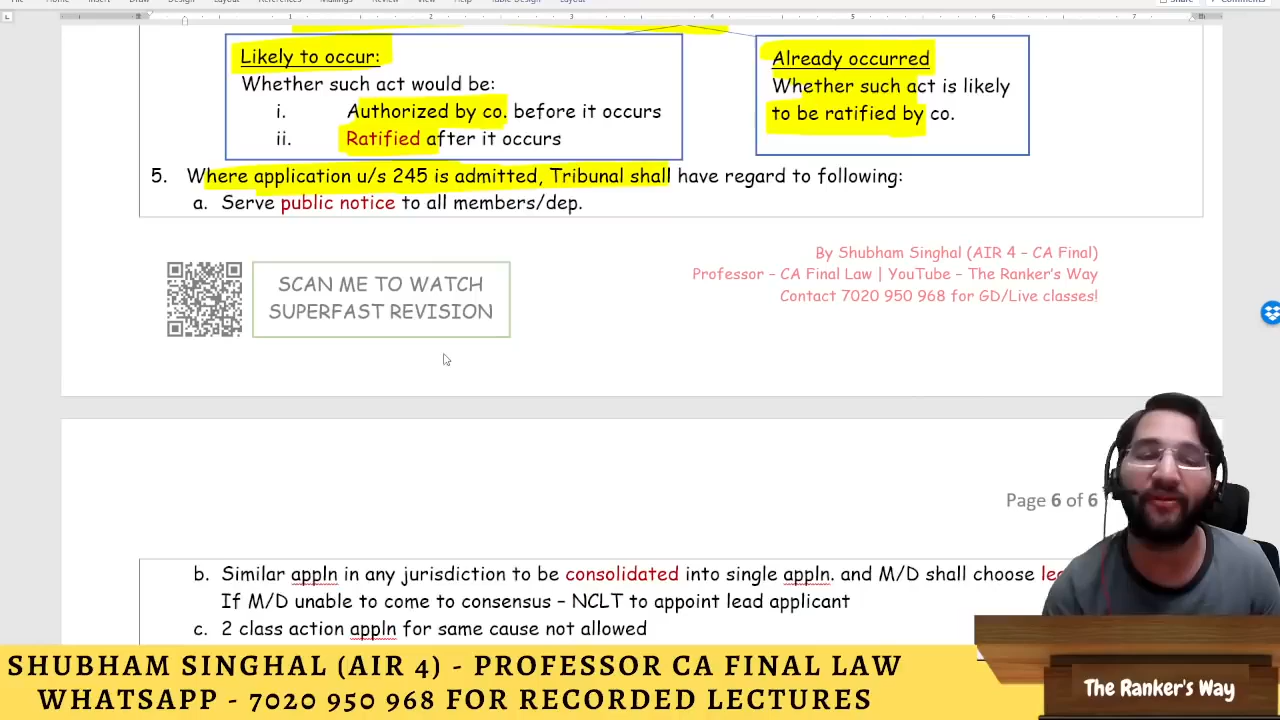 Likely to occur:
Whether such act would be:
i. Authorized by co. before it occurs
ii. Ratified after it occurs
Already occurred
Whether such act is likely
to be ratified by co.
5. Where application u/s 245 is admitted, Tribunal shall have regard to following:
a. Serve public notice to all members/dep.
SCAN ME TO WATCH
SUPERFAST REVISION
By Shubham Singhal (AIR 4 – CA Final)
Professor – CA Final Law | YouTube – The Ranker's Way
Contact 7020 950 968 for GD/Live classes!
Page 6 of 6
b. Similar appln in any jurisdiction to be consolidated into single appln. and M/D shall choose
If M/D unable to come to consensus – NCLT to appoint lead applicant
c. 2 class action appln for same cause not allowed
SHUBHAM SINGHAL (AIR 4) - PROFESSOR CA FINAL LAW
WHATSAPP - 7020 950 968 FOR RECORDED LECTURES
The Ranker's Way